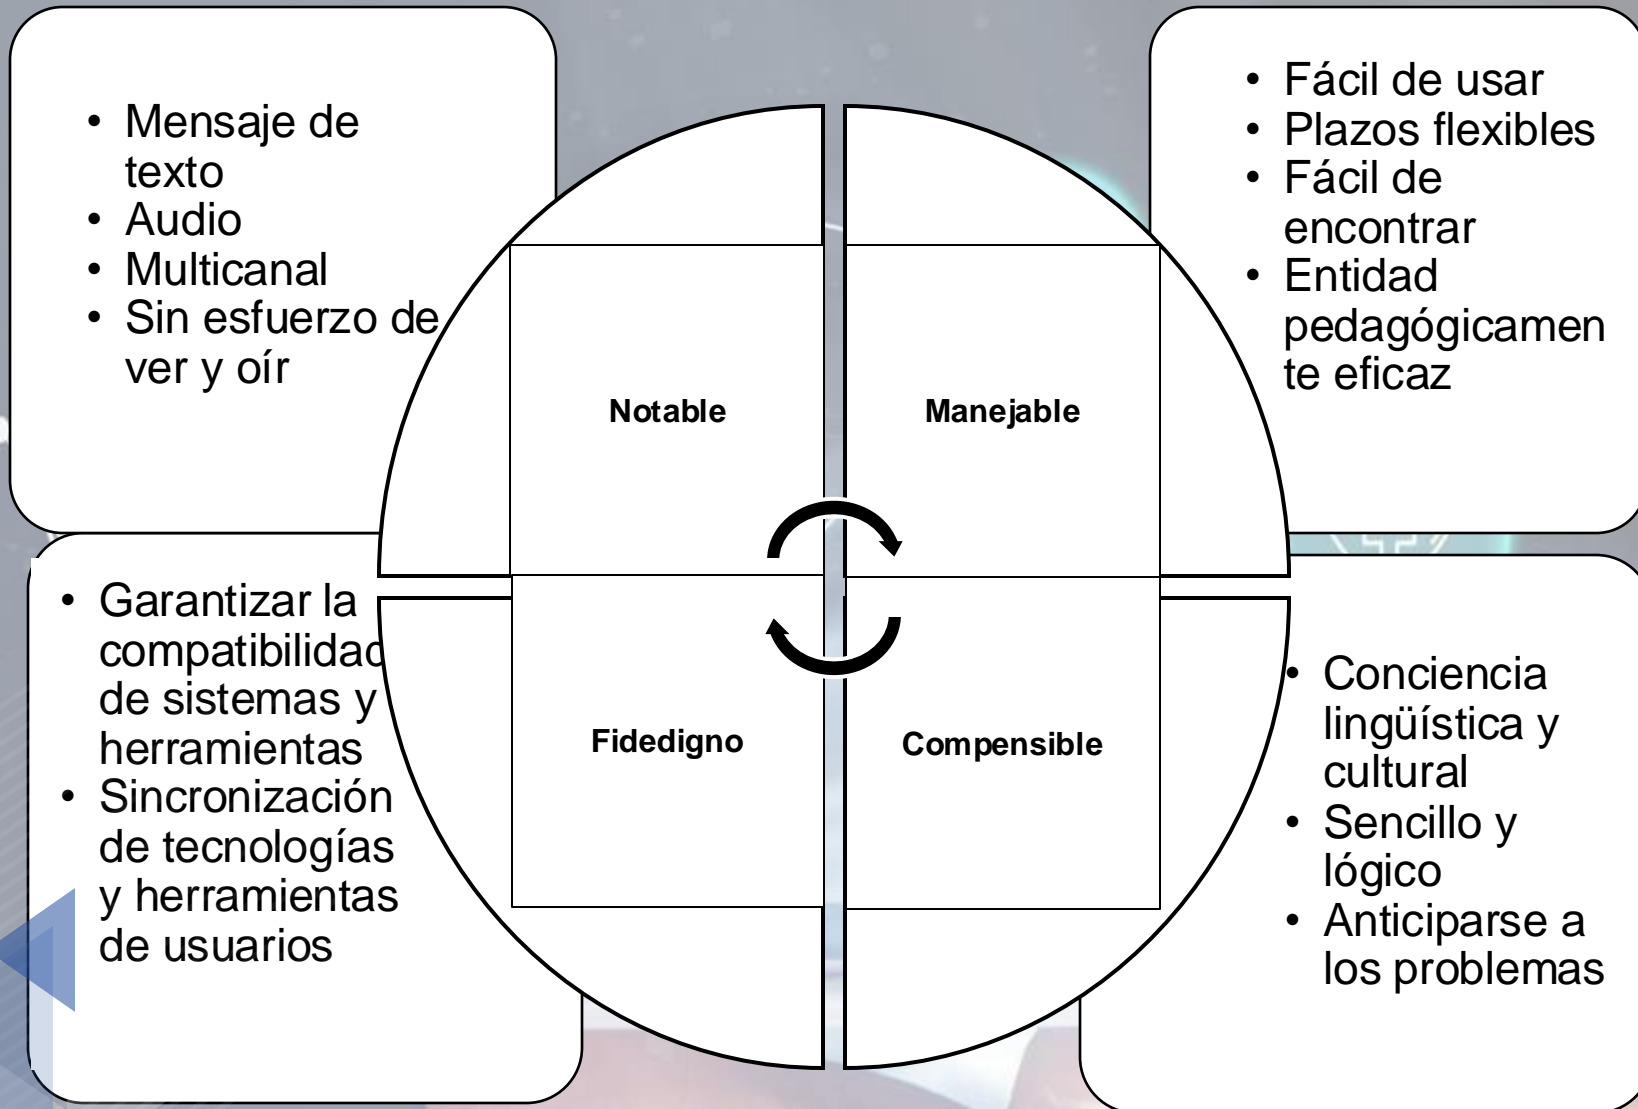 • Mensaje de
texto
• Audio
• Multicanal
• Sin esfuerzo de
ver y oír
• Fácil de usar
• Plazos flexibles
• Fácil de
encontrar
• Entidad
pedagógicamen
te eficaz
Notable
Manejable
• Garantizar la
compatibilidad
de sistemas y
herramientas
• Sincronización
de tecnologías
y herramientas
de usuarios
Fidedigno
Compensible
• Conciencia
lingüística y
cultural
• Sencillo y
lógico
• Anticiparse a
los problemas